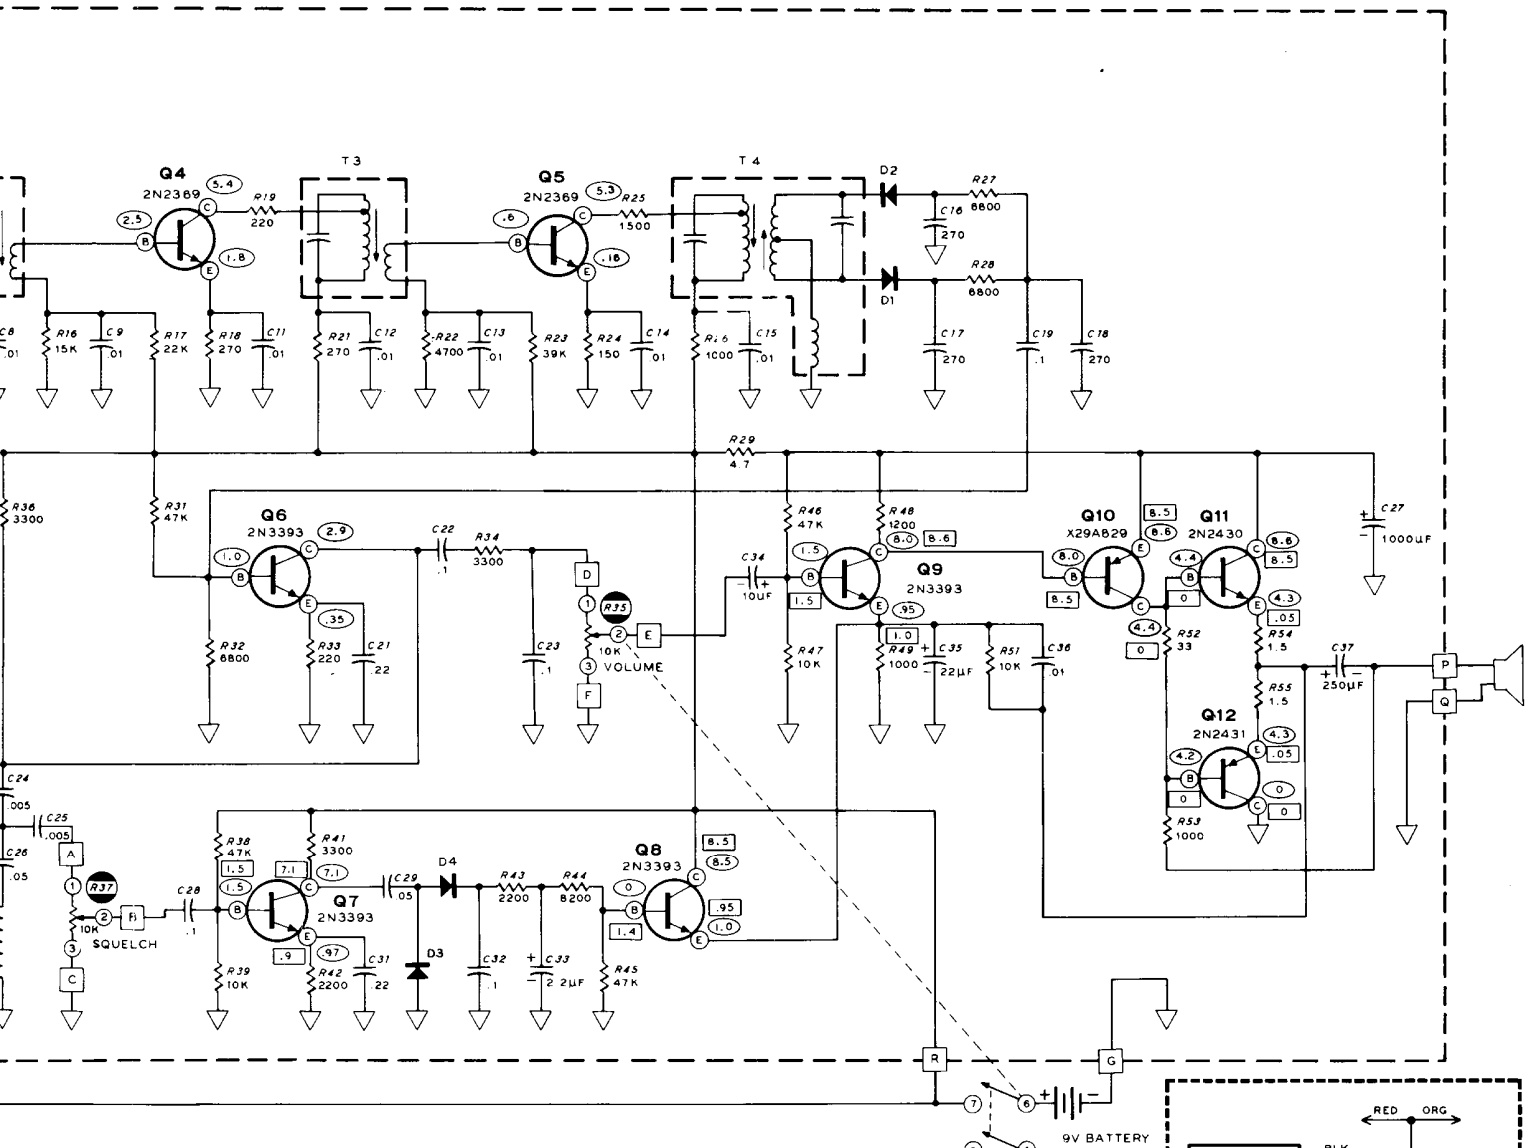 T3
T4
Q4
2N2369
5.4
2.5
1.8
C
B
E
R19
220
Q5
2N2369
5.3
.6
.16
C
B
E
R25
1500
D2
D1
R27
6800
C16
270
R28
6800
C8
.01
R16
15K
C9
.01
R17
22K
R18
270
C11
.01
R21
270
C12
.01
R22
4700
C13
.01
R23
39K
R24
150
C14
.01
1000
C15
.01
C17
270
C19
.1
C18
270
R29
4.7
R36
3300
R31
47K
Q6
2N3393
2.9
1.0
.35
C
B
E
C22
.1
R34
3300
D
1
R35
2
E
10K
3
VOLUME
F
R32
6800
R33
220
C21
.22
C23
.1
R46
47K
R48
1200
8.0
8.6
C34
- +
10UF
1.5
1.5
C
B
E
Q9
2N3393
.95
1.0
R47
10K
R49
1000
C35
+
-
22µF
R51
10K
C36
.01
Q10
X29A829
8.5
8.6
8.0
8.5
E
B
C
4.4
0
Q11
2N2430
4.4
0
8.6
8.5
C
B
E
4.3
.05
R52
33
R54
1.5
R55
1.5
C27
+
-
1000uF
C37
+ -
250µF
P
Q
Q12
2N2431
4.2
0
4.3
.05
0
0
E
B
C
R53
1000
C24
.005
C25
.005
C26
.05
A
1
R37
2
B
10K
SQUELCH
3
C
C28
.1
R38
47K
1.5
1.5
R41
3300
7.1
7.1
C
B
E
Q7
2N3393
.9
.97
R39
10K
R42
2200
C31
.22
C29
.05
D4
D3
R43
2200
R44
8200
C32
.1
C33
+
-
2.2µF
R45
47K
Q8
2N3393
8.5
8.5
0
1.4
.95
1.0
C
B
E
R
G
7
6
+ -
9V BATTERY
RED
ORG